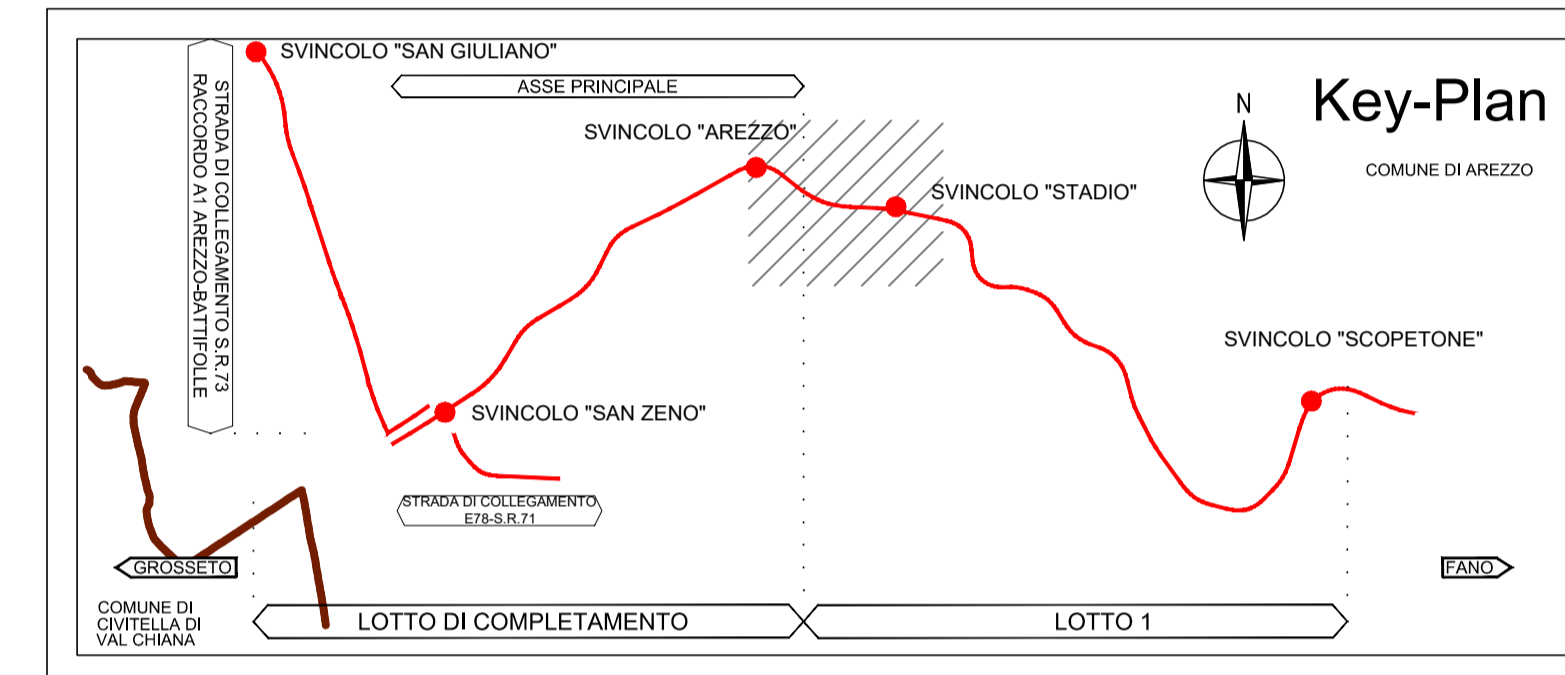 SVINCOLO "SAN GIULIANO"
ASSE PRINCIPALE
Key-Plan
N
SVINCOLO "AREZZO"
COMUNE DI AREZZO
STRADA DI COLLEGAMENTO S.R.73
RACCORDO A1 AREZZO-BATTIFOLLE
SVINCOLO "STADIO"
SVINCOLO "SCOPETONE"
SVINCOLO "SAN ZENO"
STRADA DI COLLEGAMENTO
E78-S.R.71
GROSSETO
FANO
COMUNE DI
CIVITELLA DI
VAL CHIANA
LOTTO DI COMPLETAMENTO
LOTTO 1